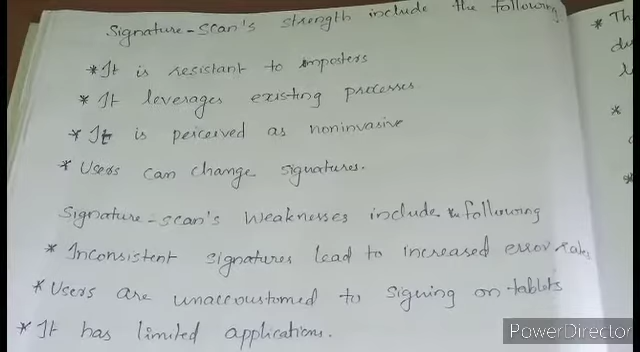 Signature-scan's strength include the following
*It is resistant to imposters
* It leverages existing processes
* It is perceived as noninvasive
* Users can change signatures.
Signature-scan's weaknesses include the following
* Inconsistent signatures lead to increased error rates
* Users are unaccustomed to signing on tablets
* It has limited applications.
* Th
du
*
PowerDirector